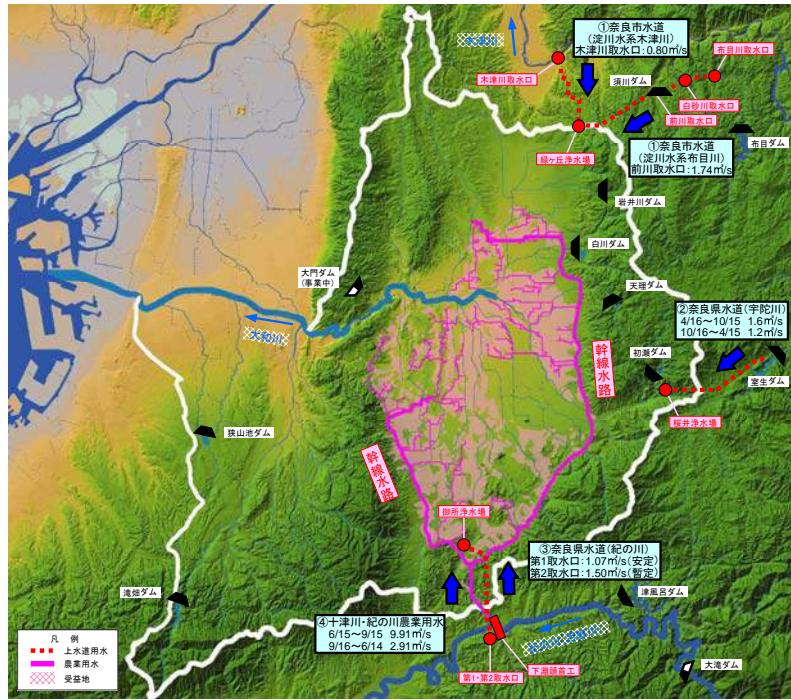 ①奈良市水道
(淀川水系木津川)
木津川取水口：0.80㎥/s
木津川取水口
須川ダム
布目川取水口
白砂川取水口
前川取水口
緑ヶ丘浄水場
①奈良市水道
(淀川水系布目川)
前川取水口：1.74㎥/s
布目ダム
岩井川ダム
白川ダム
大門ダム
(事業中)
天理ダム
②奈良県水道(宇陀川)
4/16～10/15 1.6㎥/s
10/16～4/15 1.2㎥/s
大和川
初瀬ダム
室生ダム
幹線水路
桜井浄水場
狭山池ダム
幹線水路
御所浄水場
③奈良県水道(紀の川)
第1取水口：1.07㎥/s(安定)
第2取水口：1.50㎥/s(暫定)
滝畑ダム
津風呂ダム
④十津川・紀の川農業用水
6/15～9/15 9.91㎥/s
9/16～6/14 2.91㎥/s
第1・第2取水口
下淵頭首工
大滝ダム
凡 例
上水道用水
農業用水
受益地